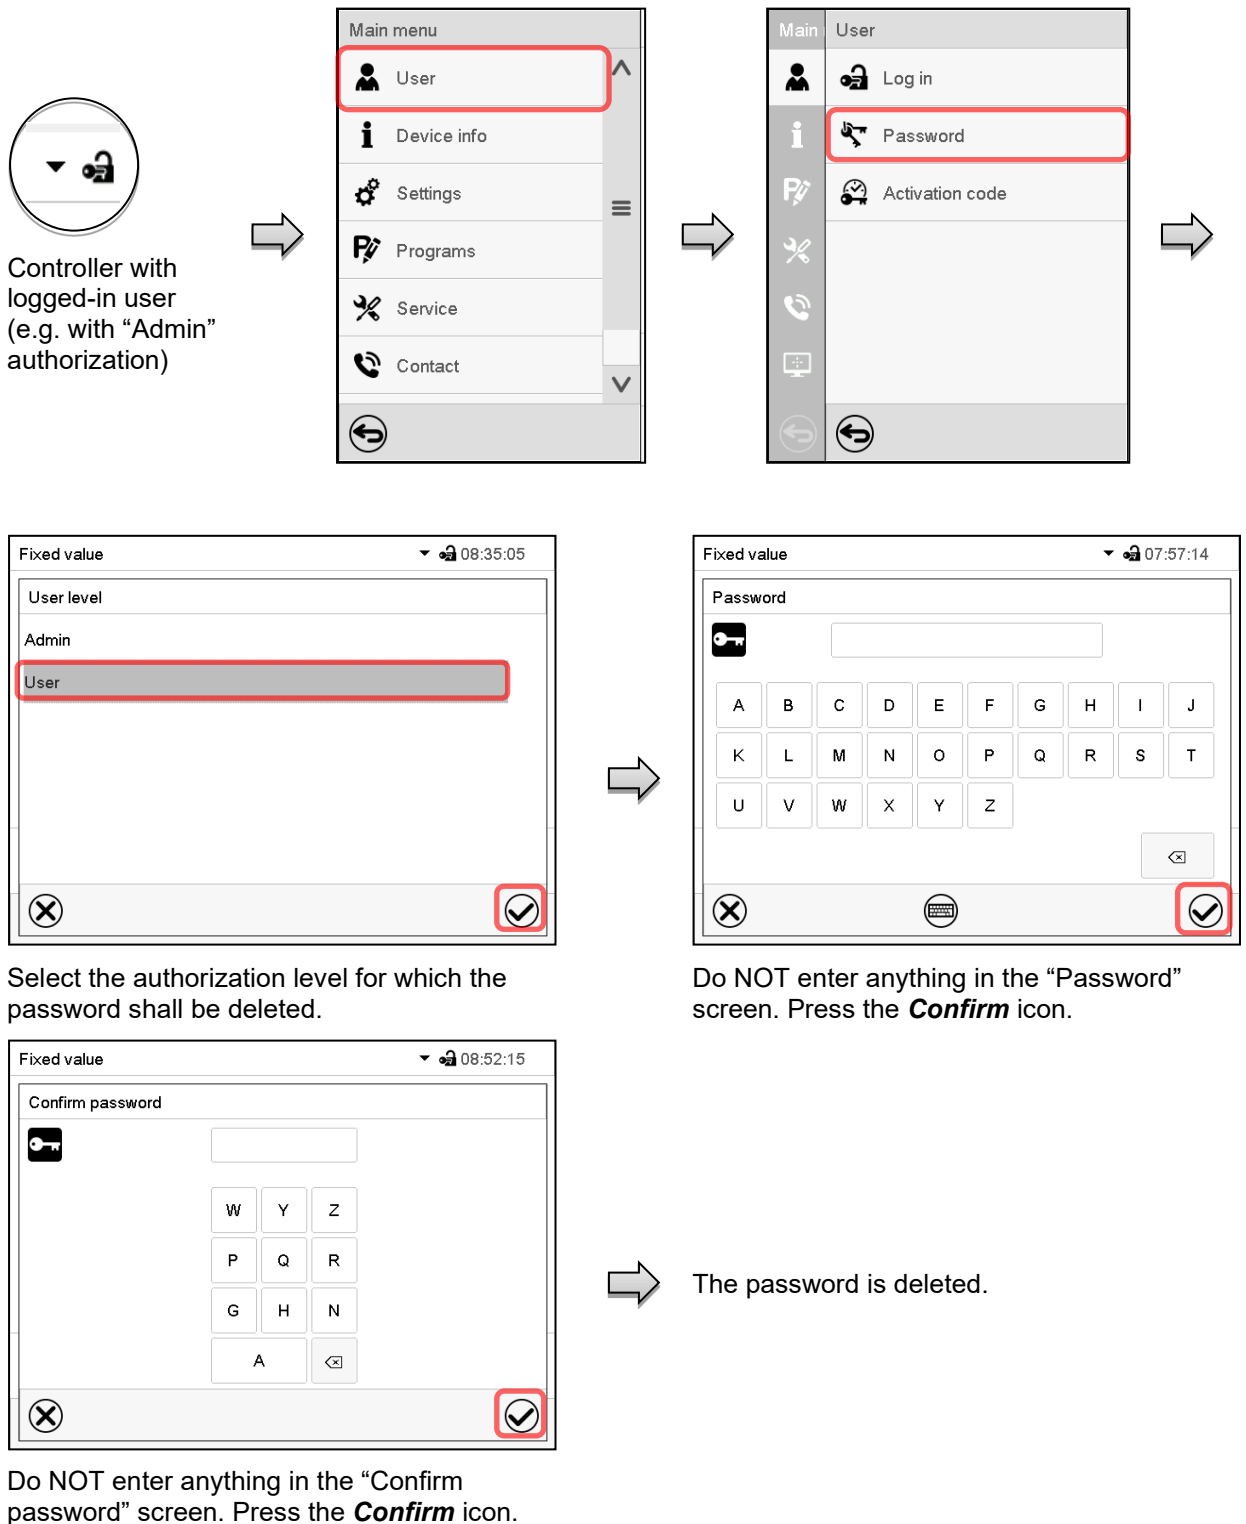 Controller with
logged-in user
(e.g. with “Admin”
authorization)
Main menu
User
Device info
Settings
Programs
Service
Contact
Main
User
Log in
Password
Activation code
Fixed value
08:35:05
User level
Admin
User
Select the authorization level for which the
password shall be deleted.
Fixed value
07:57:14
Password
A B C D E F G H I J
K L M N O P Q R S T
U V W X Y Z
Do NOT enter anything in the “Password”
screen. Press the Confirm icon.
Fixed value
08:52:15
Confirm password
W Y Z
P Q R
G H N
A
Do NOT enter anything in the “Confirm
password” screen. Press the Confirm icon.
The password is deleted.